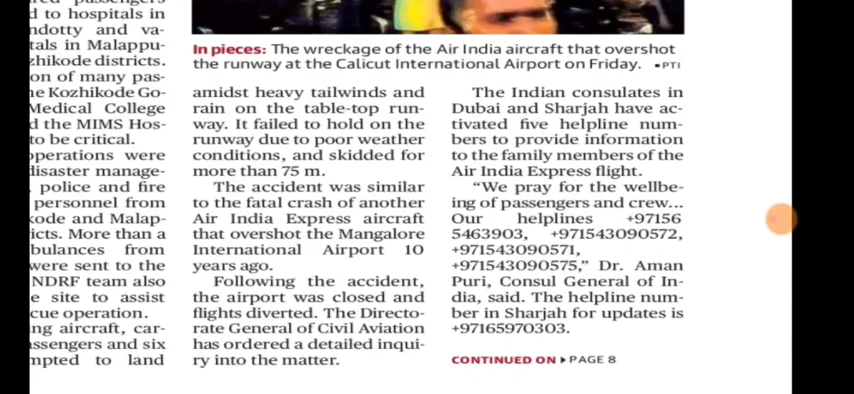 d to hospitals in
ndotty and va-
tals in Malappu-
zhikode districts.
on of many pas-
e Kozhikode Go-
Medical College
d the MIMS Hos-
to be critical.
operations were
disaster manage-
, police and fire
personnel from
kode and Malap-
icts. More than a
bulances from
were sent to the
NDRF team also
e site to assist
cue operation.
ng aircraft, car-
assengers and six
mpted to land
In pieces: The wreckage of the Air India aircraft that overshot
the runway at the Calicut International Airport on Friday. ▪PTI
amidst heavy tailwinds and
rain on the table-top run-
way. It failed to hold on the
runway due to poor weather
conditions, and skidded for
more than 75 m.
The accident was similar
to the fatal crash of another
Air India Express aircraft
that overshot the Mangalore
International Airport 10
years ago.
Following the accident,
the airport was closed and
flights diverted. The Directo-
rate General of Civil Aviation
has ordered a detailed inqui-
ry into the matter.
The Indian consulates in
Dubai and Sharjah have ac-
tivated five helpline num-
bers to provide information
to the family members of the
Air India Express flight.
“We pray for the wellbe-
ing of passengers and crew...
Our helplines +97156
5463903, +971543090572,
+971543090571,
+971543090575,” Dr. Aman
Puri, Consul General of In-
dia, said. The helpline num-
ber in Sharjah for updates is
+97165970303.
CONTINUED ON ▸ PAGE 8